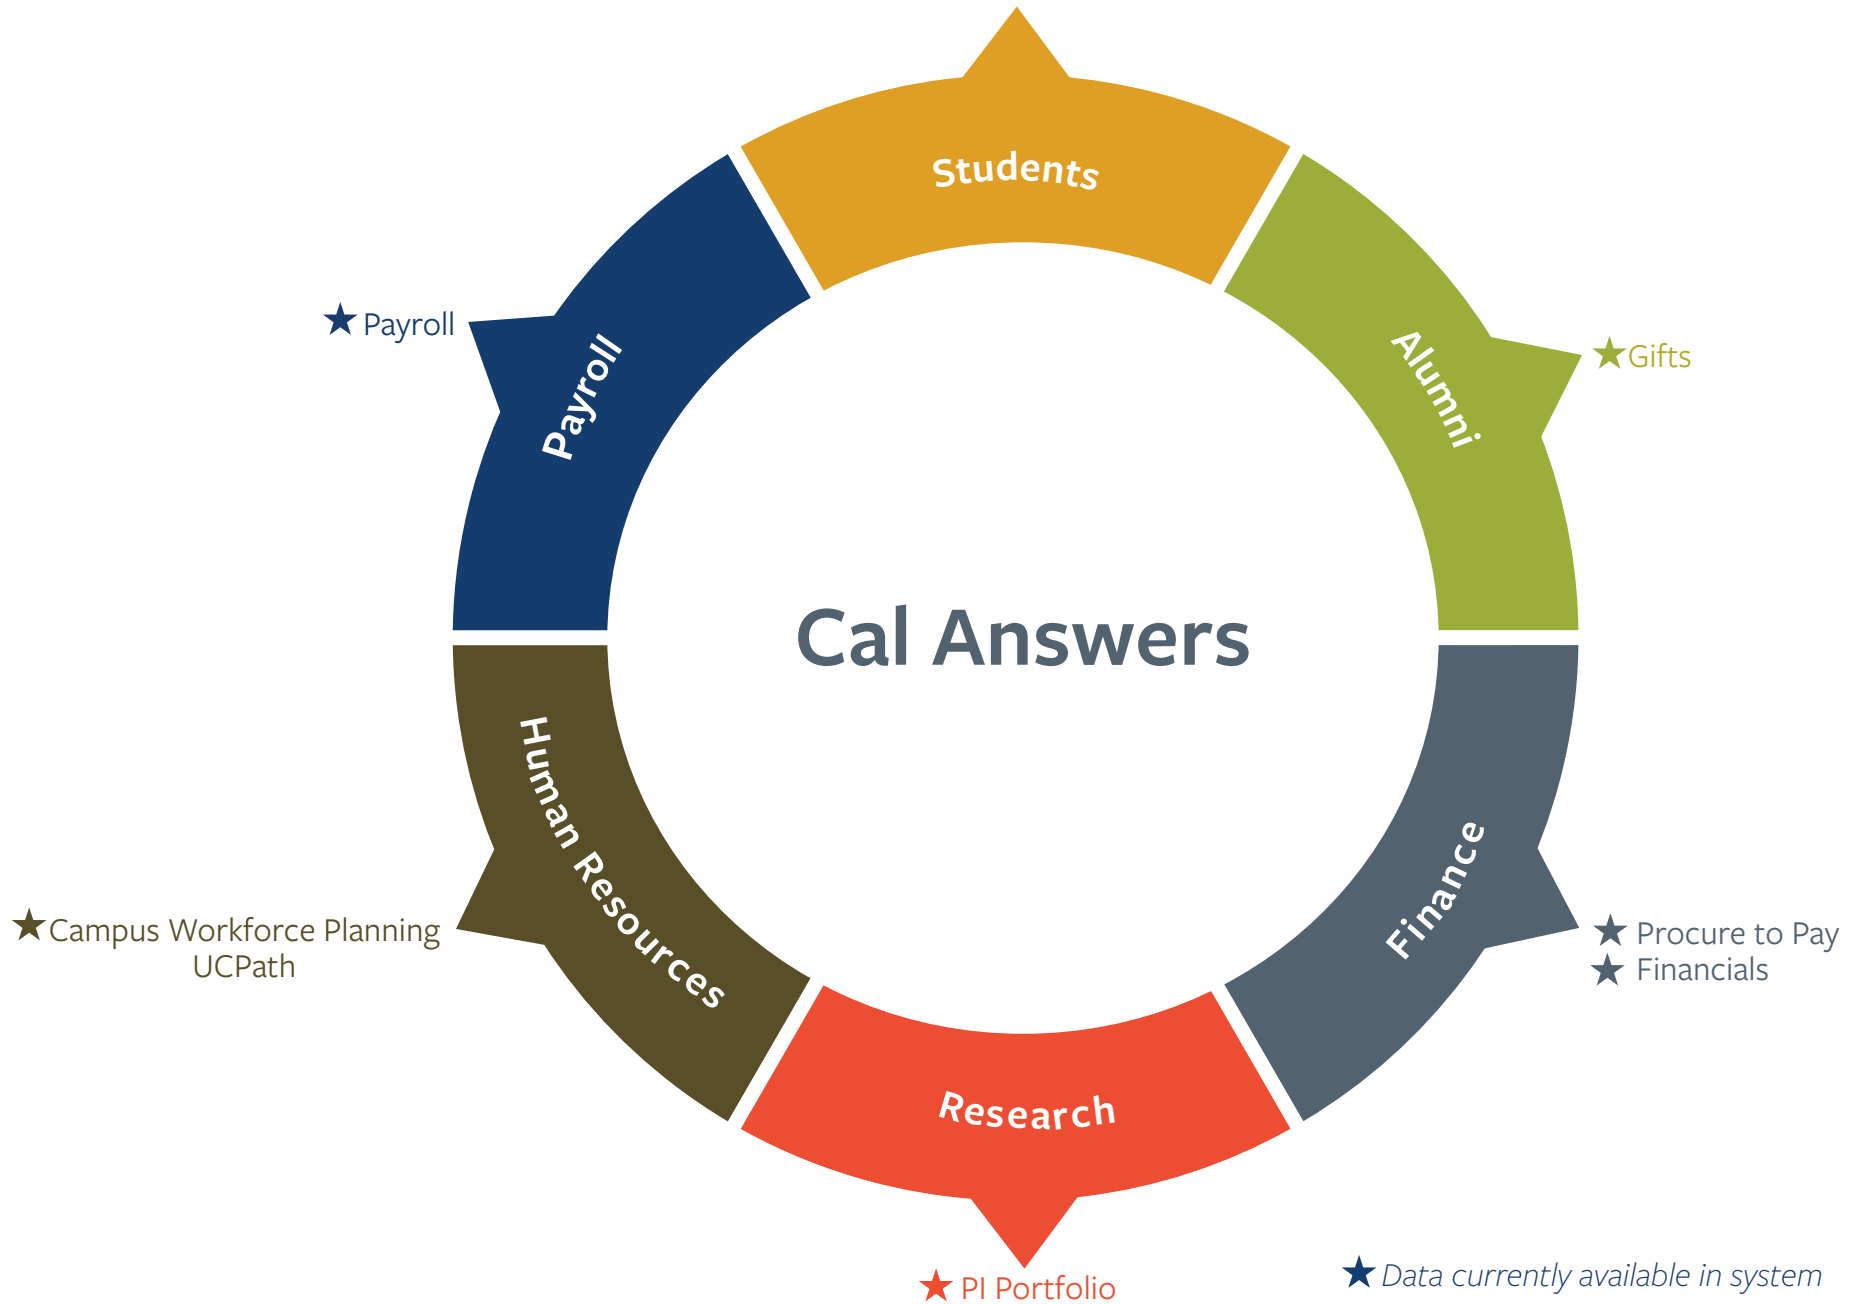 Students
Payroll
★ Payroll
Alumni
★ Gifts
Cal Answers
Human Resources
★ Campus Workforce Planning
UCPath
Finance
★ Procure to Pay
★ Financials
Research
★ PI Portfolio
★ Data currently available in system